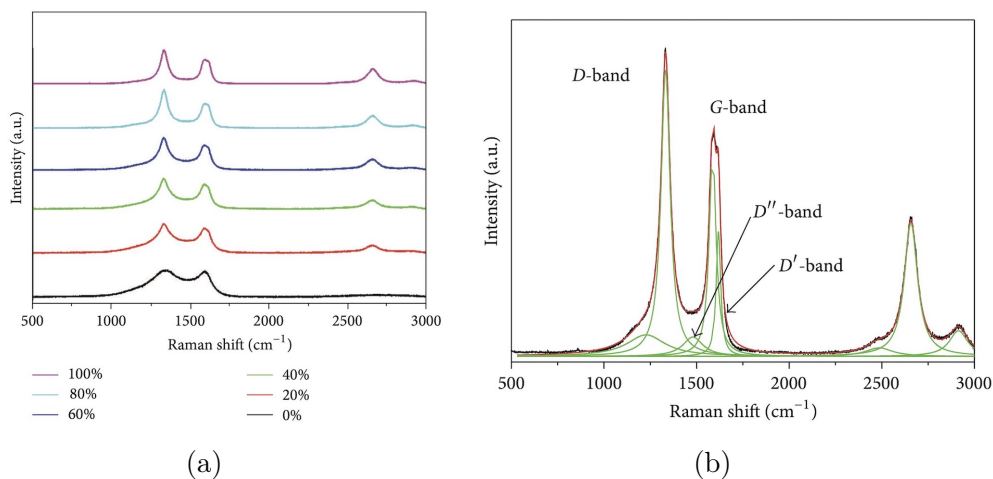 (a)
Intensity (a.u.)
500 1000 1500 2000 2500 3000
Raman shift (cm⁻¹)
100% 40%
80% 20%
60% 0%
(a)
D-band
G-band
D″-band
D′-band
Intensity (a.u.)
500 1000 1500 2000 2500 3000
Raman shift (cm⁻¹)
(b)